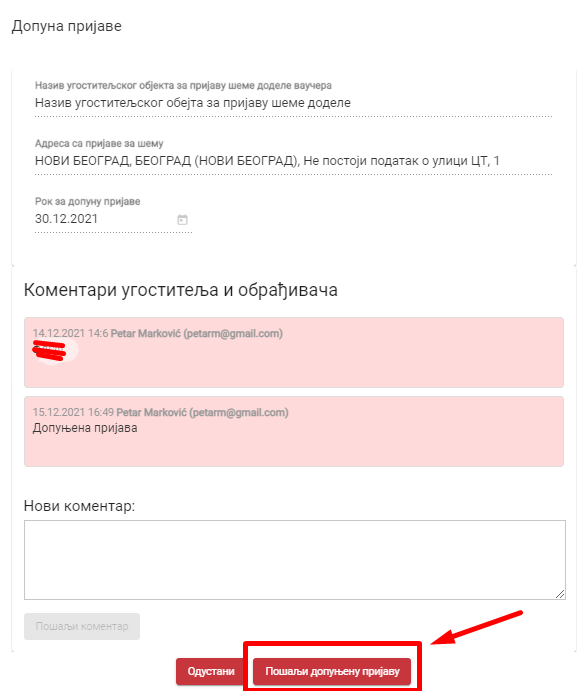 Допуна пријаве
Назив угоститељског објекта за пријаву шеме доделе ваучера
Назив угоститељског обејта за пријаву шеме доделе
Адреса са пријаве за шему
НОВИ БЕОГРАД, БЕОГРАД (НОВИ БЕОГРАД), Не постоји податак о улици ЦТ, 1
Рок за допуну пријаве
30.12.2021
Коментари угоститеља и обрађивача
14.12.2021 14:6 Petar Marković (petarm@gmail.com)
15.12.2021 16:49 Petar Marković (petarm@gmail.com)
Допуњена пријава
Нови коментар:
Пошаљи коментар
Одустани
Пошаљи допуњену пријаву